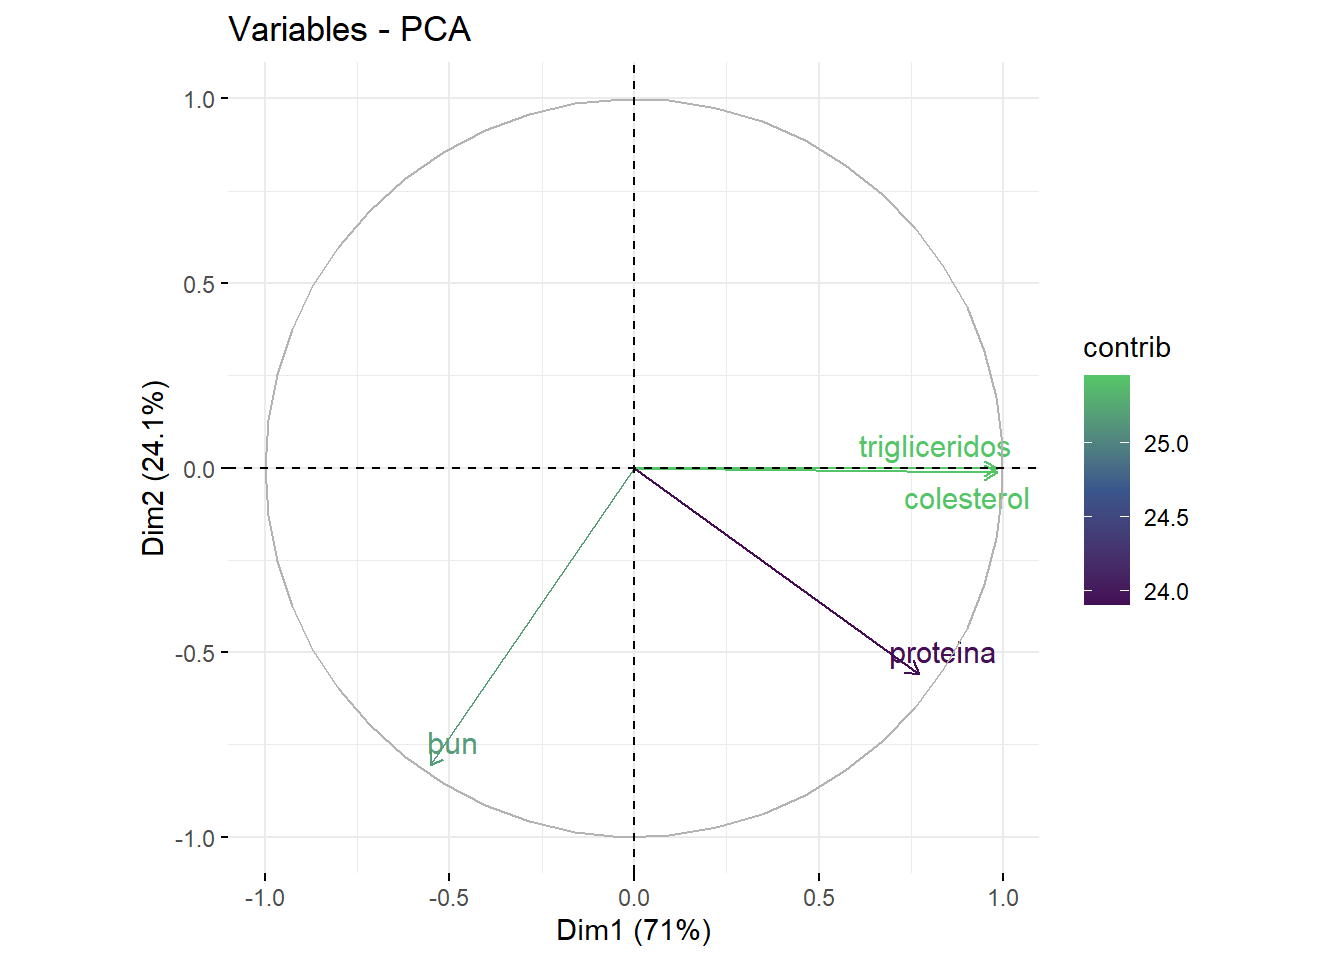 Variables - PCA
1.0
0.5
0.0
-0.5
-1.0
Dim2 (24.1%)
trigliceridos
colesterol
proteina
bun
-1.0
-0.5
0.0
0.5
1.0
Dim1 (71%)
contrib
25.0
24.5
24.0